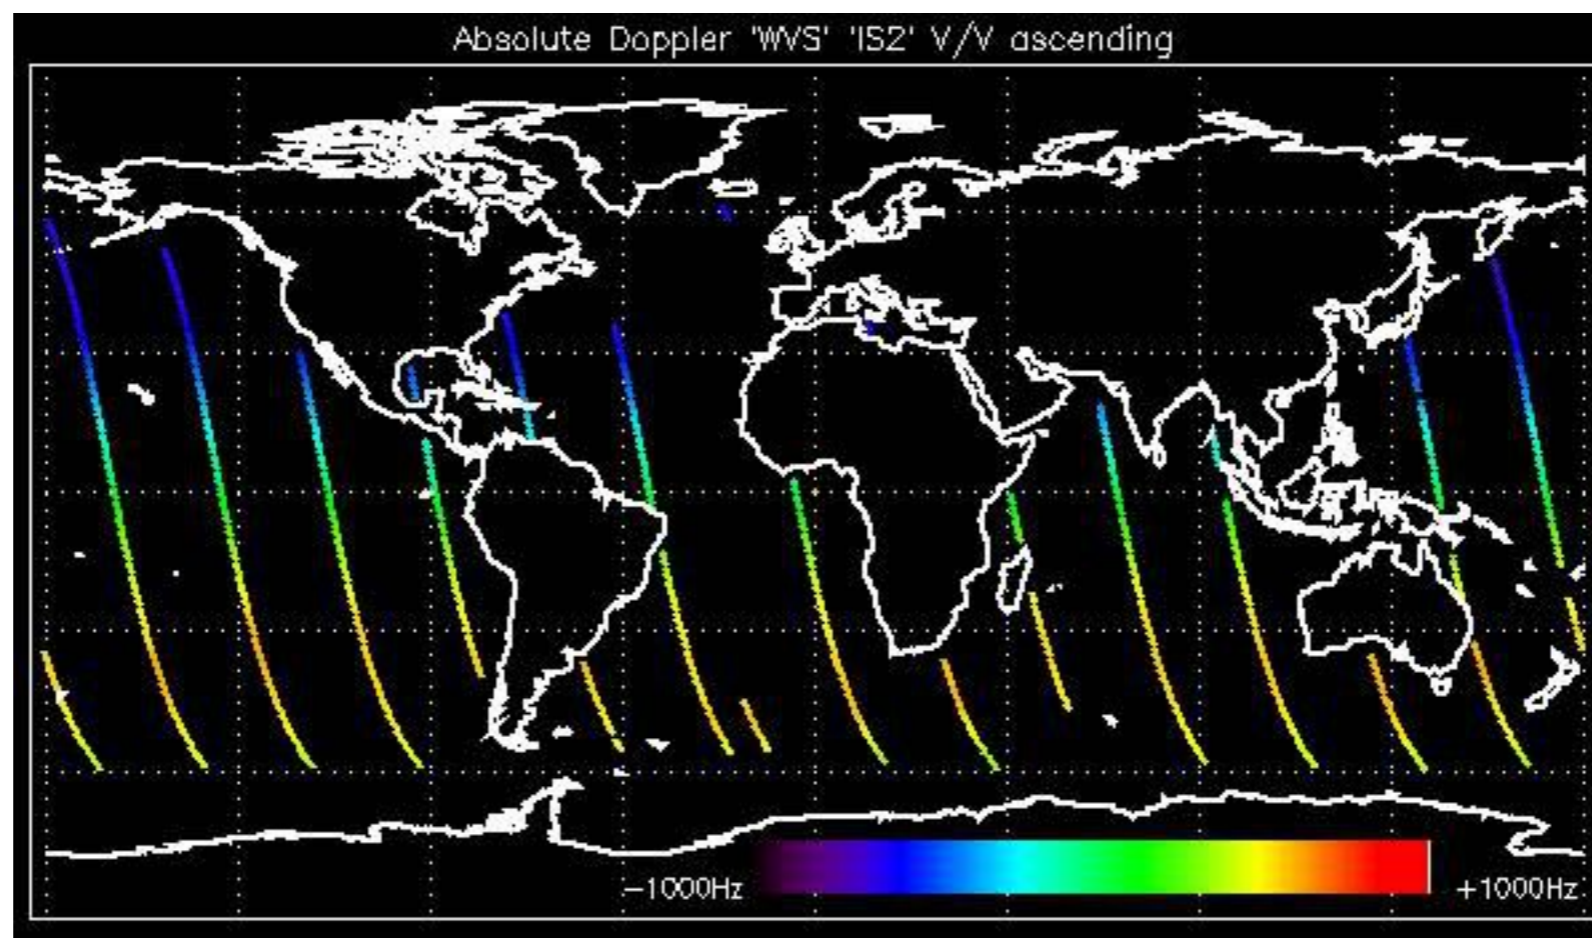 Absolute Doppler 'WVS' 'IS2' V/V ascending
-1000Hz +1000Hz